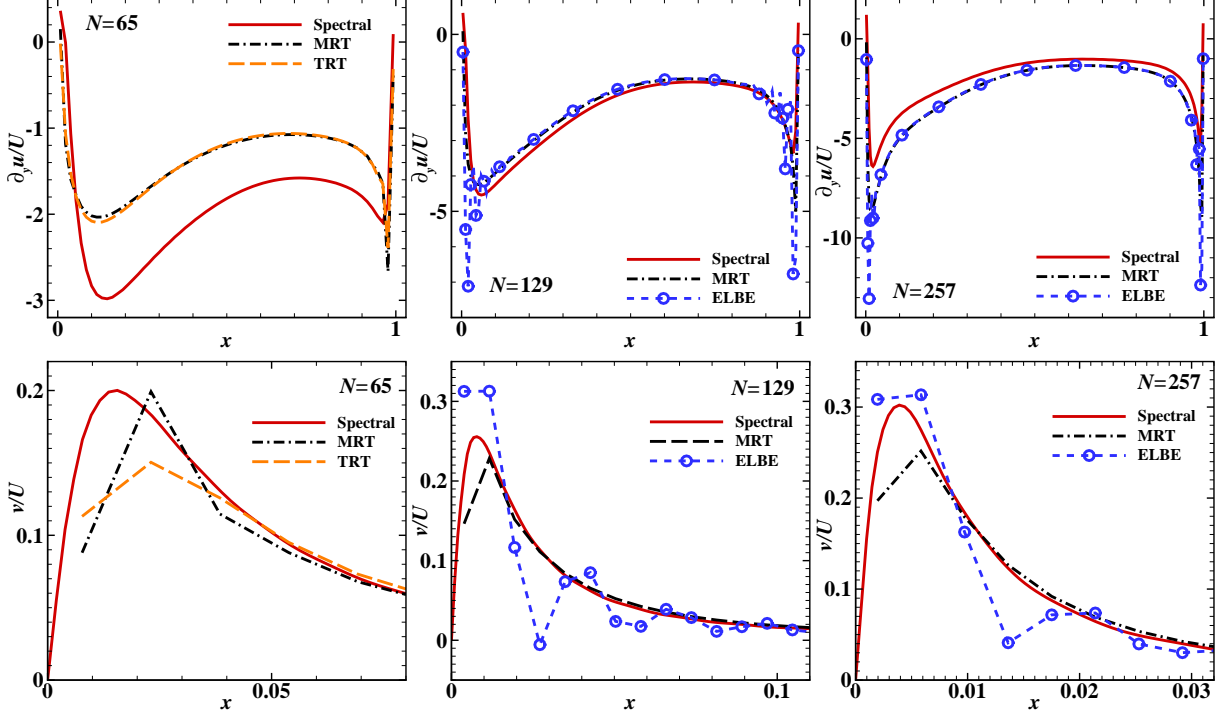 N=65
Spectral
MRT
TRT
∂yu/U
0
-1
-2
-3
0
1
x
N=129
Spectral
MRT
ELBE
∂yu/U
0
-5
0
1
x
N=257
Spectral
MRT
ELBE
∂yu/U
0
-5
-10
0
1
x
N=65
Spectral
MRT
TRT
v/U
0.2
0.1
0
0
0.05
x
N=129
Spectral
MRT
ELBE
v/U
0.3
0.2
0.1
0
0
0.1
x
N=257
Spectral
MRT
ELBE
v/U
0.4
0.3
0.2
0.1
0.0
0
0.01
0.02
0.03
x